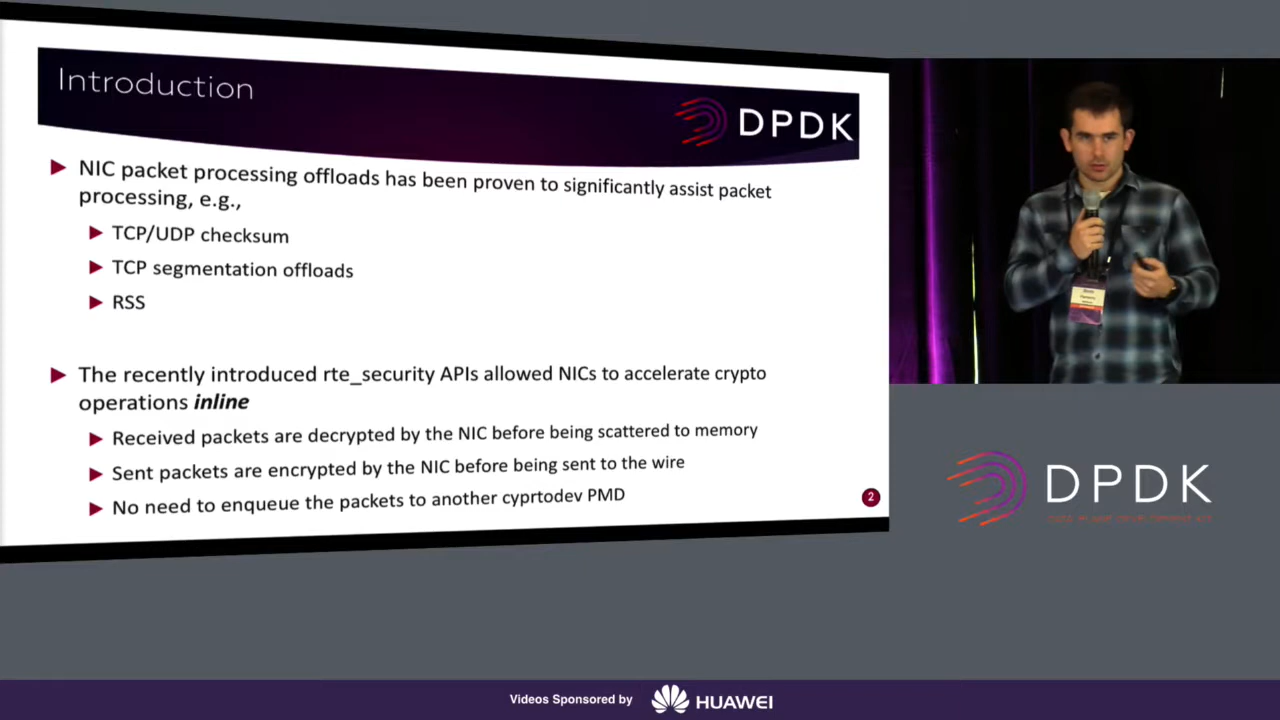 Introduction
DPDK
NIC packet processing offloads has been proven to significantly assist packet
processing, e.g.,
TCP/UDP checksum
TCP segmentation offloads
RSS
The recently introduced rte_security APIs allowed NICs to accelerate crypto
operations inline
Received packets are decrypted by the NIC before being scattered to memory
Sent packets are encrypted by the NIC before being sent to the wire
No need to enqueue the packets to another cyprtodev PMD
2
DPDK
Videos Sponsored by
HUAWEI